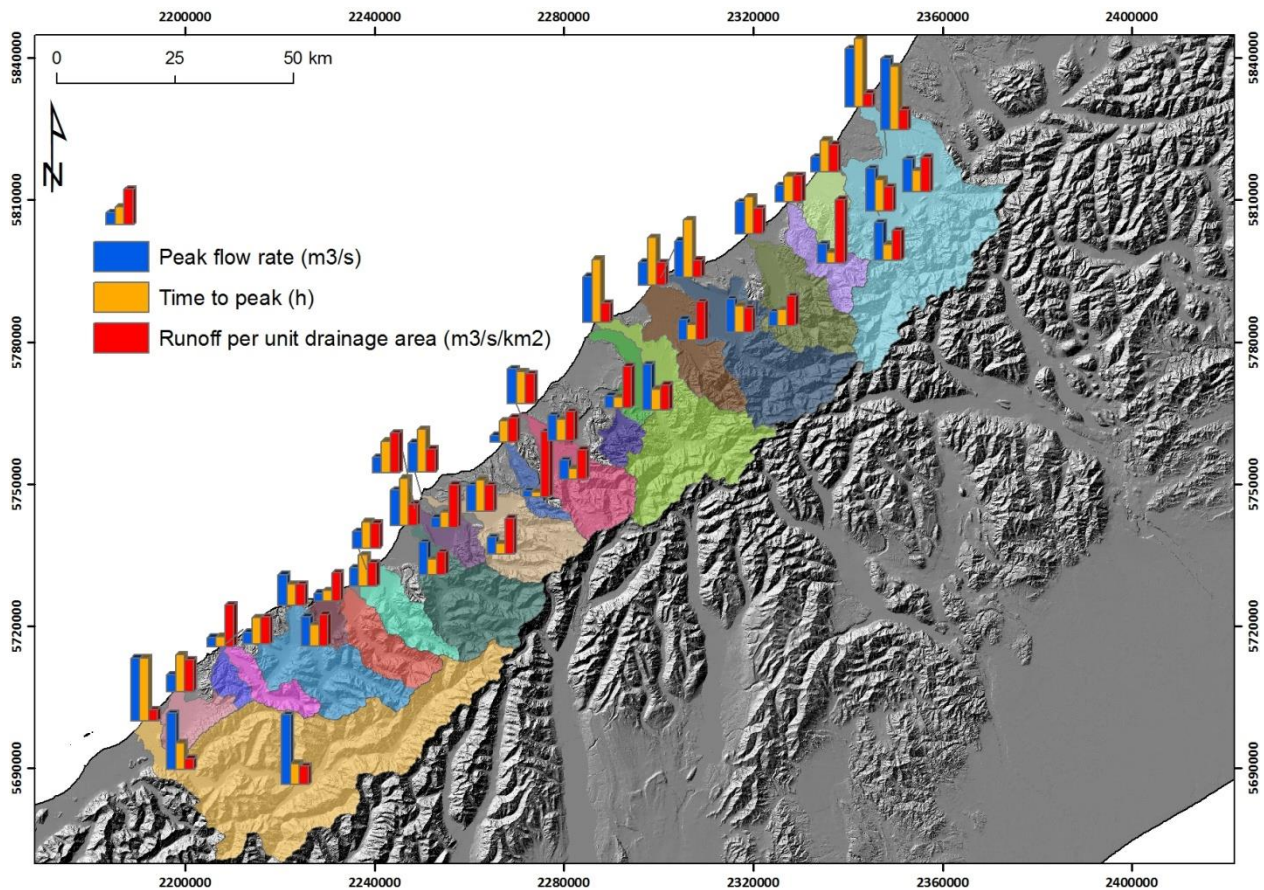 2200000 2240000 2280000 2320000 2360000 2400000
5840000 5840000
0 25 50 km
N
5810000 5810000
Peak flow rate (m3/s)
Time to peak (h)
Runoff per unit drainage area (m3/s/km2)
5780000 5780000
5750000 5750000
5720000 5720000
5690000 5690000
2200000 2240000 2280000 2320000 2360000 2400000